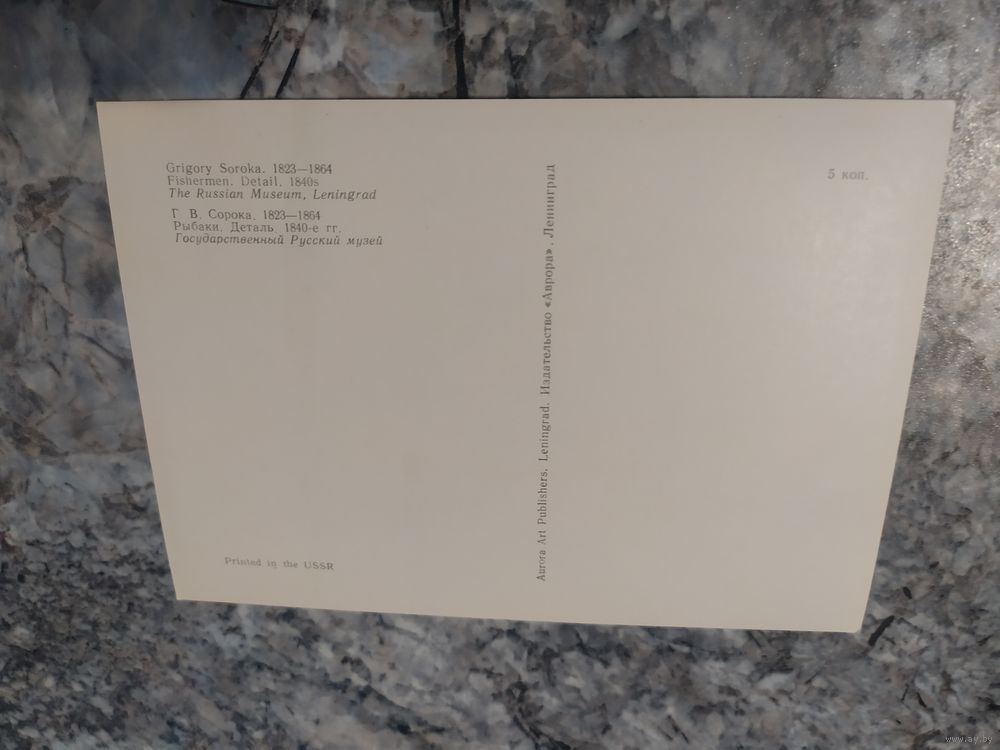 Grigory Soroka. 1823—1864
Fishermen. Detail. 1840s
The Russian Museum, Leningrad
Г. В. Сорока. 1823—1864
Рыбаки. Деталь. 1840-е гг.
Государственный Русский музей
Printed in the USSR
Aurora Art Publishers. Leningrad. Издательство «Аврора». Ленинград
5 коп.
www.ay.by